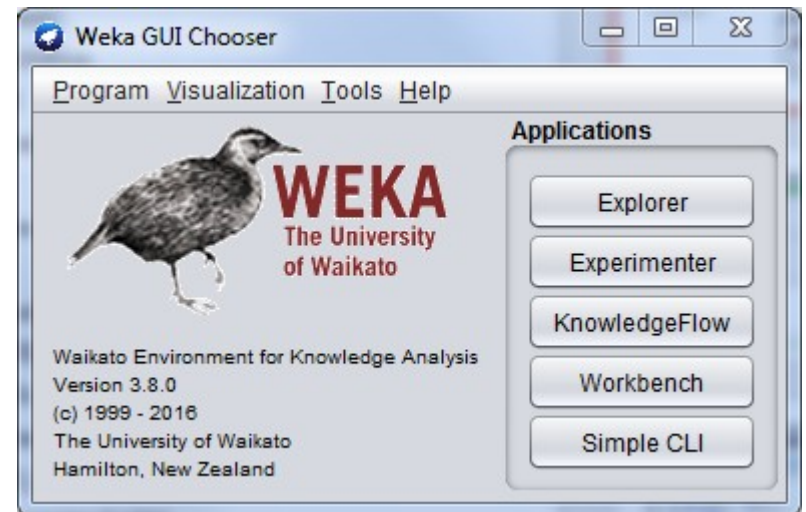 Weka GUI Chooser
Program Visualization Tools Help
WEKA
The University
of Waikato
Waikato Environment for Knowledge Analysis
Version 3.8.0
(c) 1999 - 2016
The University of Waikato
Hamilton, New Zealand
Applications
Explorer
Experimenter
KnowledgeFlow
Workbench
Simple CLI